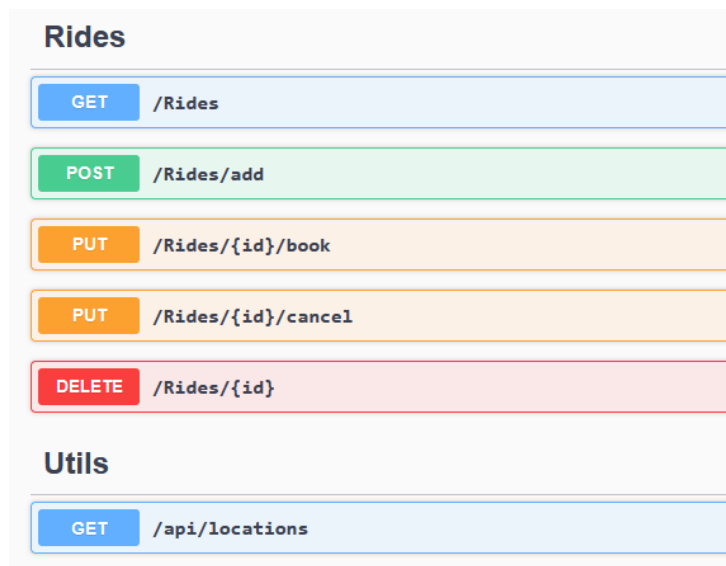 Rides
GET /Rides
POST /Rides/add
PUT /Rides/{id}/book
PUT /Rides/{id}/cancel
DELETE /Rides/{id}
Utils
GET /api/locations